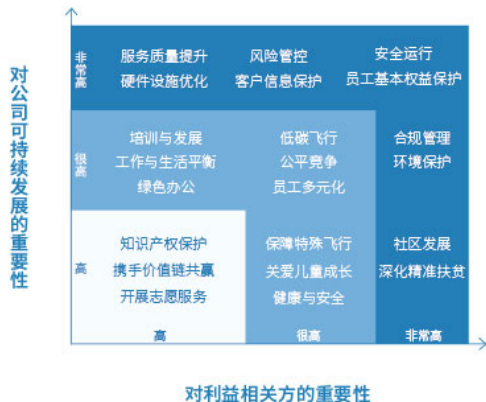 对公司可持续发展的重要性
非常高
服务质量提升
硬件设施优化
风险管控
客户信息保护
安全运行
员工基本权益保护
很高
培训与发展
工作与生活平衡
绿色办公
低碳飞行
公平竞争
员工多元化
合规管理
环境保护
高
知识产权保护
携手价值链共赢
开展志愿服务
保障特殊飞行
关爱儿童成长
健康与安全
社区发展
深化精准扶贫
高
很高
非常高
对利益相关方的重要性